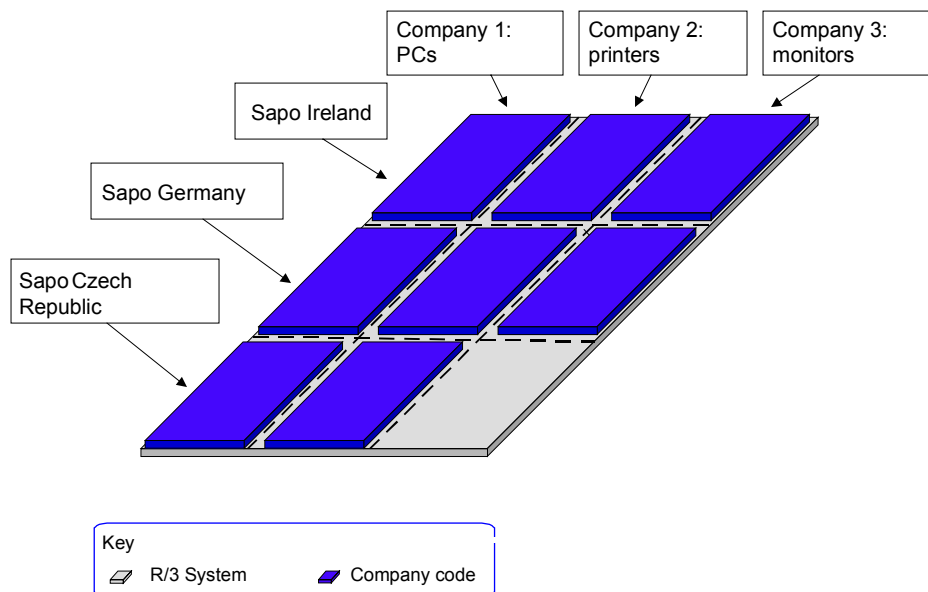 Company 1:
PCs
Company 2:
printers
Company 3:
monitors
Sapo Ireland
Sapo Germany
Sapo Czech
Republic
Key
R/3 System
Company code